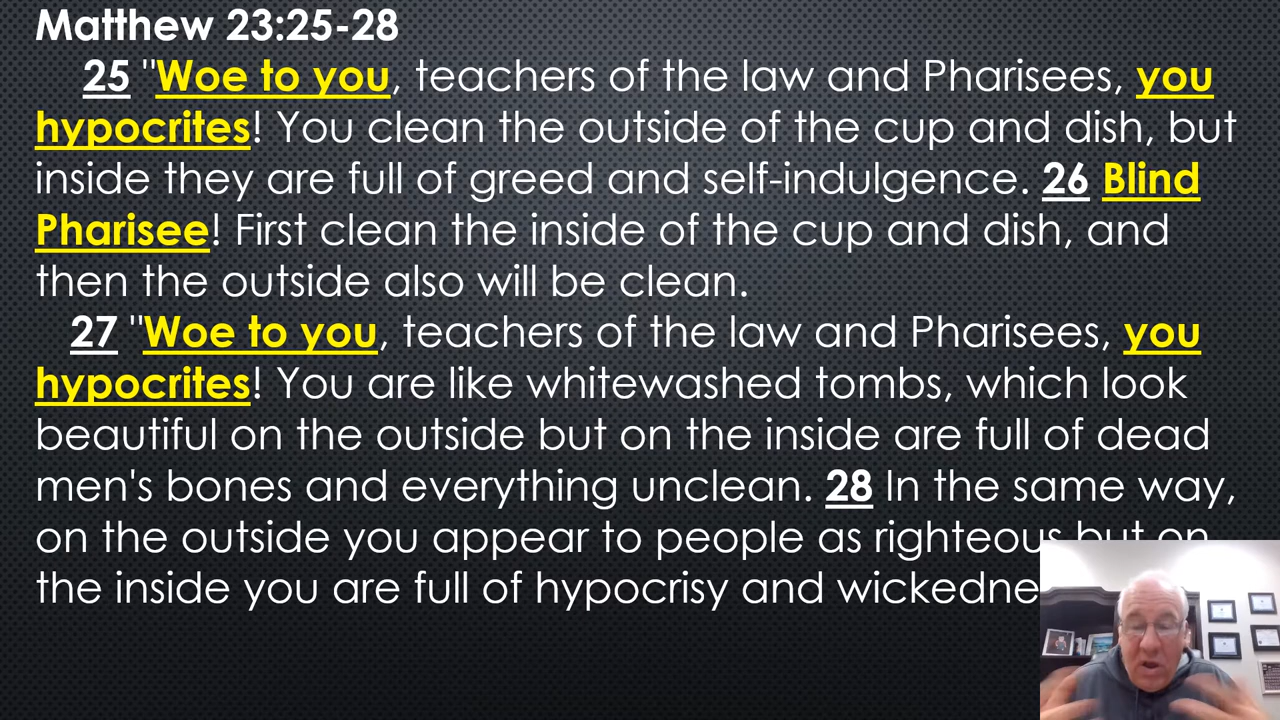 Matthew 23:25-28
25 "Woe to you, teachers of the law and Pharisees, you
hypocrites! You clean the outside of the cup and dish, but
inside they are full of greed and self-indulgence. 26 Blind
Pharisee! First clean the inside of the cup and dish, and
then the outside also will be clean.
27 "Woe to you, teachers of the law and Pharisees, you
hypocrites! You are like whitewashed tombs, which look
beautiful on the outside but on the inside are full of dead
men's bones and everything unclean. 28 In the same way,
on the outside you appear to people as righteous but on
the inside you are full of hypocrisy and